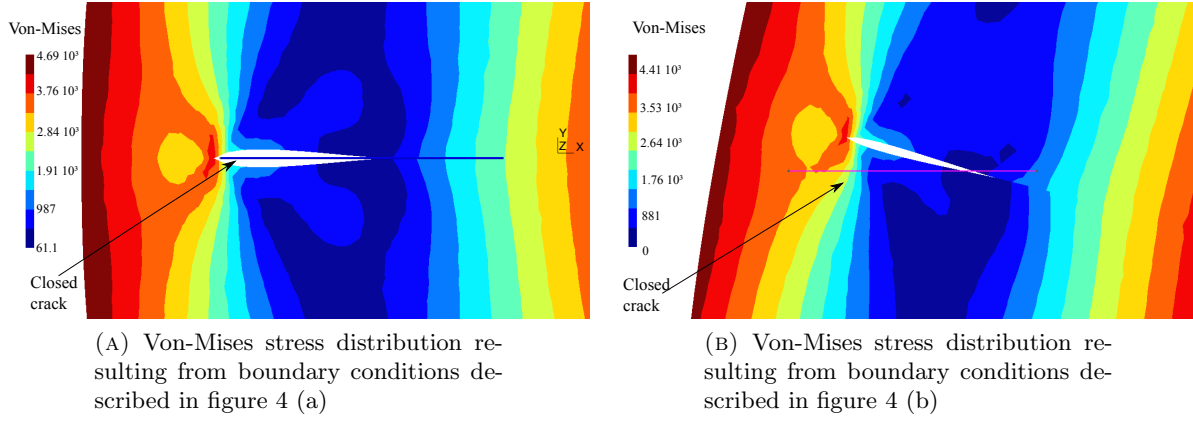 Von-Mises
4.69 10³
3.76 10³
2.84 10³
1.91 10³
987
61.1
Closed
crack
Y
Z X
(A) Von-Mises stress distribution re-
sulting from boundary conditions de-
scribed in figure 4 (a)
Von-Mises
4.41 10³
3.53 10³
2.64 10³
1.76 10³
881
0
Closed
crack
(B) Von-Mises stress distribution re-
sulting from boundary conditions de-
scribed in figure 4 (b)